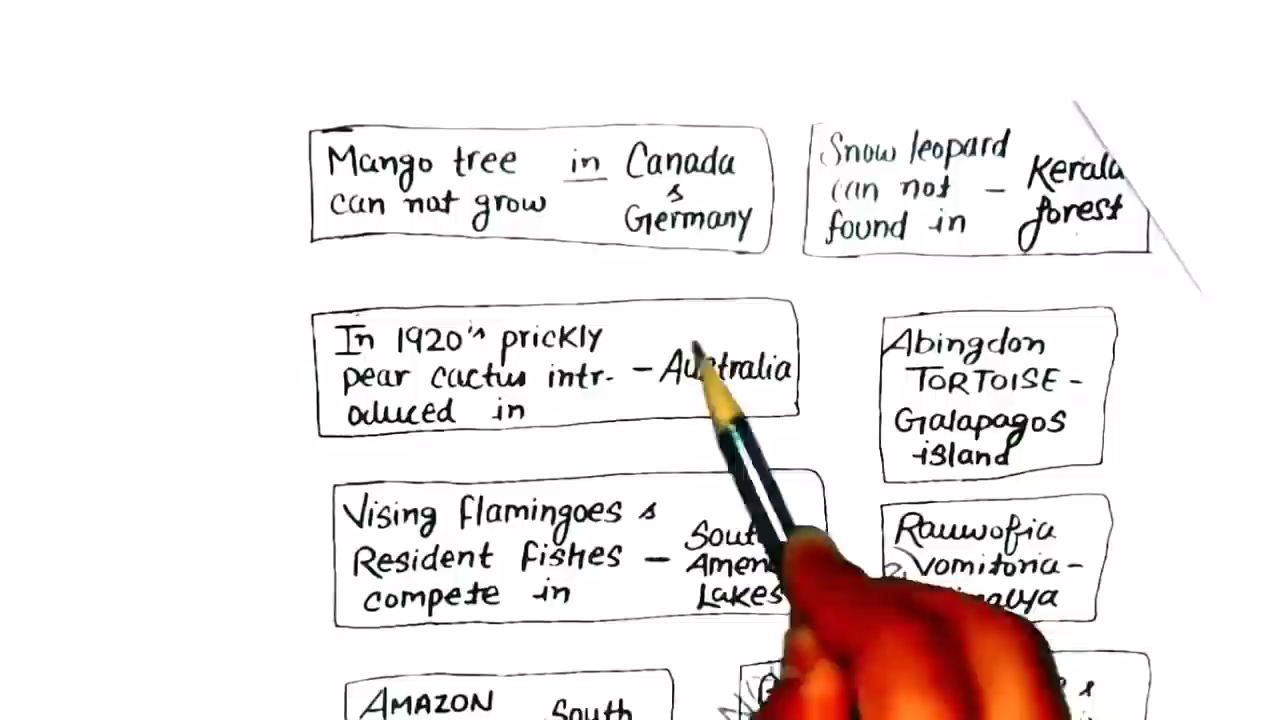 Mango tree in Canada
can not grow &
Germany
Snow leopard
can not - Kerala
found in forest
In 1920's prickly
pear cactus intr. - Australia
oduced in
Abingdon
TORTOISE -
Galapagos
island
Vising flamingoes &
Resident fishes -
compete in Lakes
Rauwofia
vomitoria -
AMAZON South